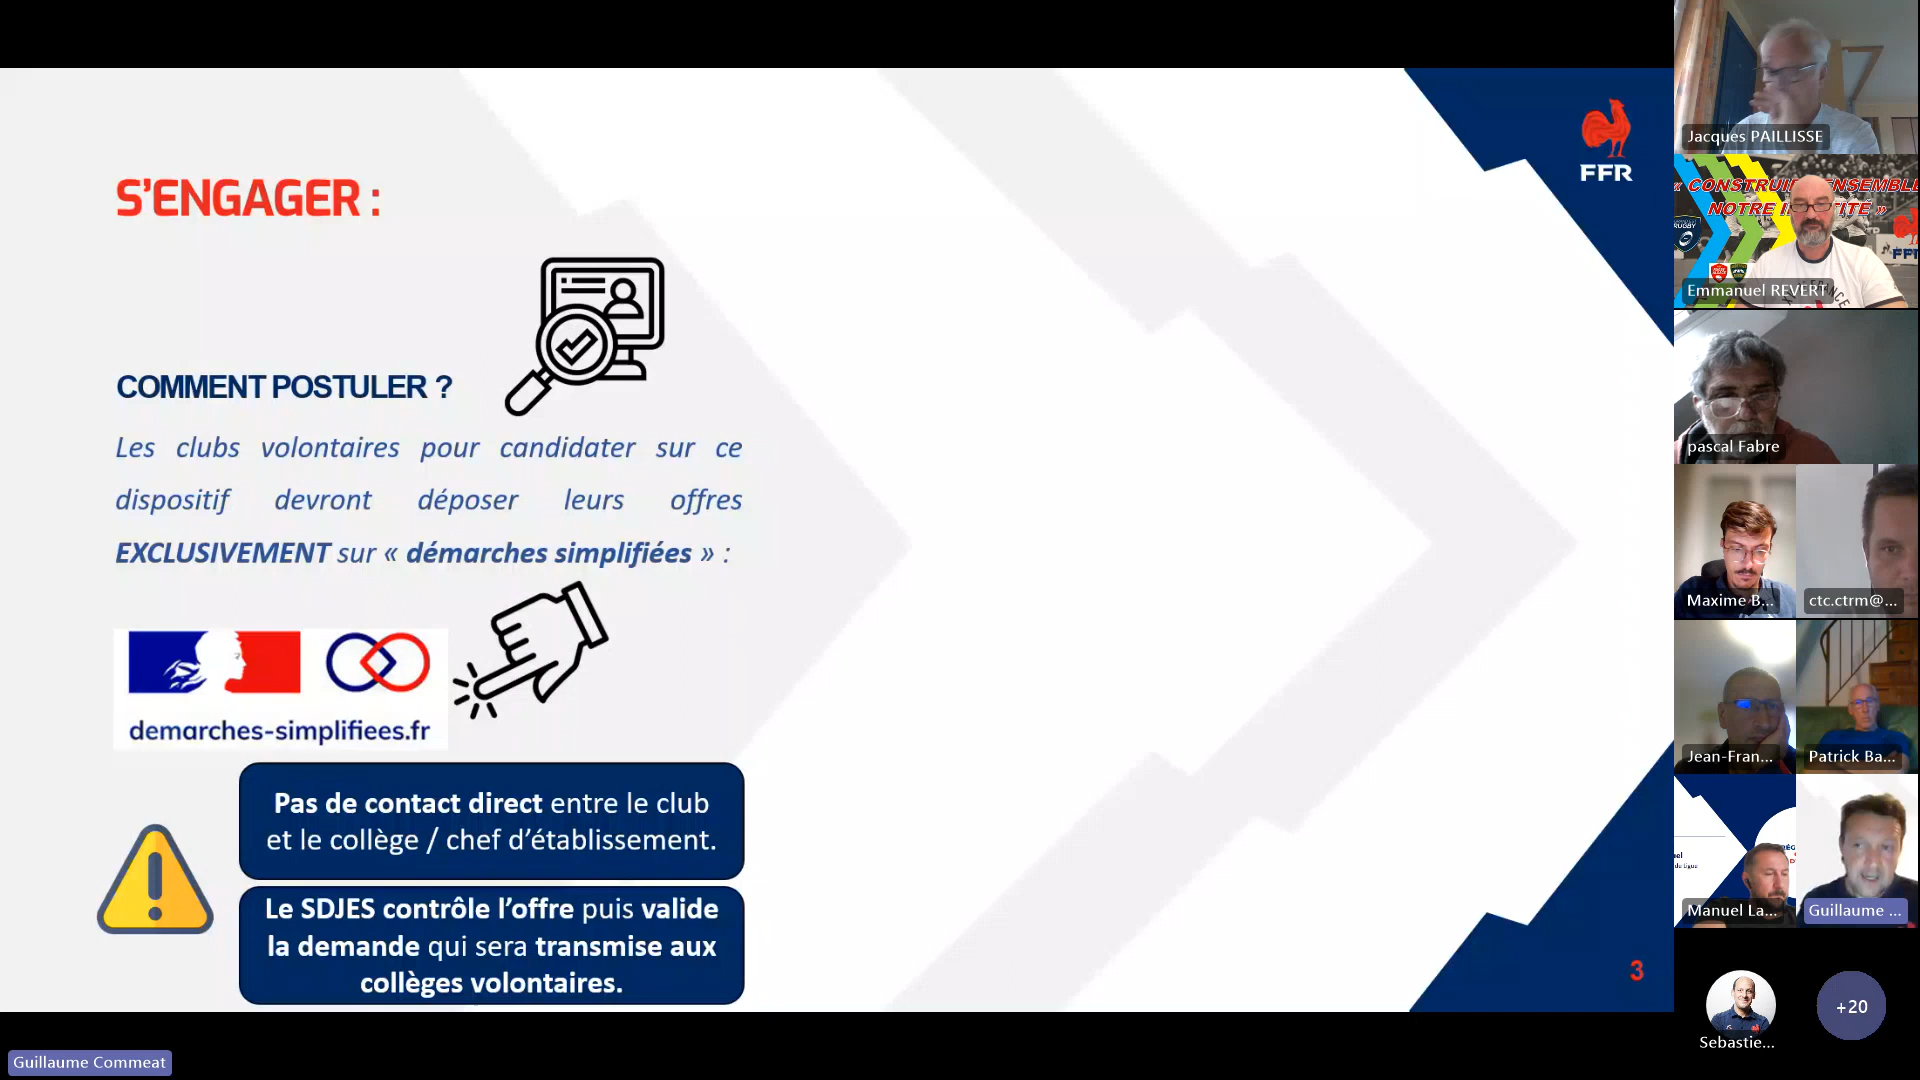 S’ENGAGER :
FFR
COMMENT POSTULER ?
Les clubs volontaires pour candidater sur ce
dispositif devront déposer leurs offres
EXCLUSIVEMENT sur « démarches simplifiées » :
demarches-simplifiees.fr
Pas de contact direct entre le club
et le collège / chef d’établissement.
Le SDJES contrôle l’offre puis valide
la demande qui sera transmise aux
collèges volontaires.
3
Guillaume Commeat
Jacques PAILLISSE
NOTRE
RUGBY
Emmanuel REVERT
pascal Fabre
Maxime B...
ctc.ctrm@...
Jean-Fran...
Patrick Ba...
Manuel La...
Guillaume ...
Sebastie...
+20